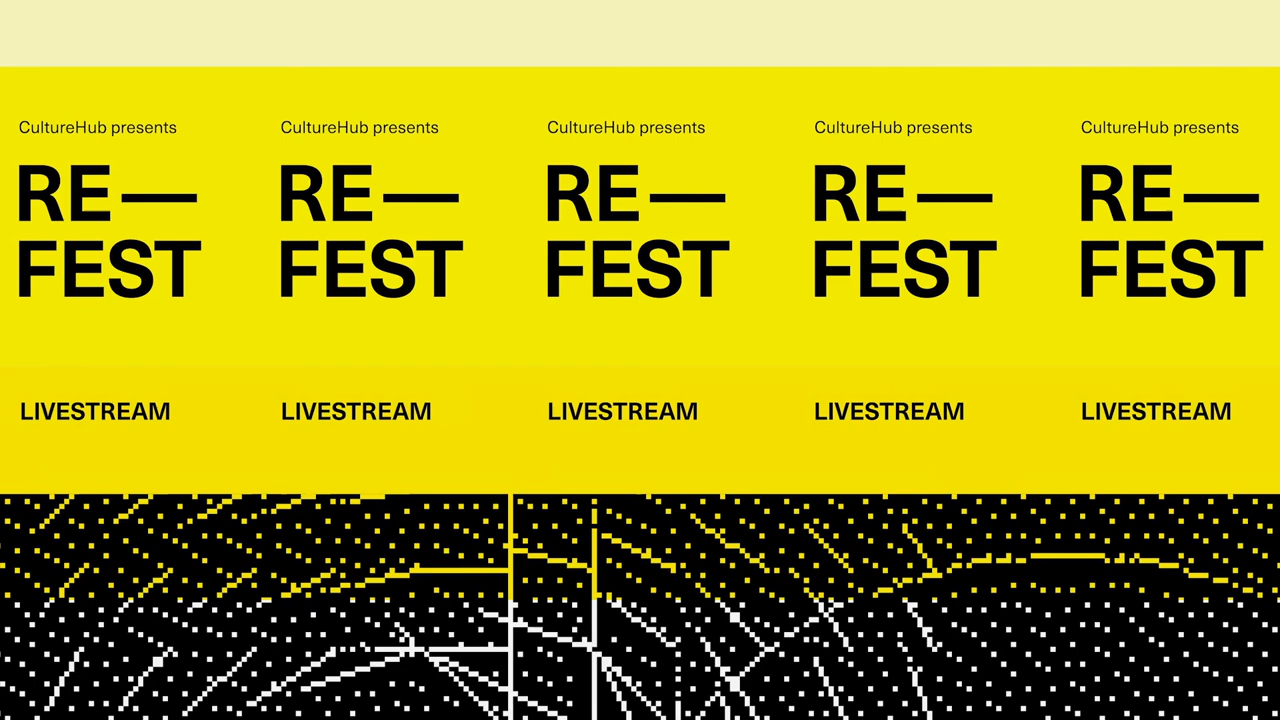 CultureHub presents CultureHub presents CultureHub presents CultureHub presents CultureHub presents
RE— RE— RE— RE— RE—
FEST FEST FEST FEST FEST
LIVESTREAM LIVESTREAM LIVESTREAM LIVESTREAM LIVESTREAM